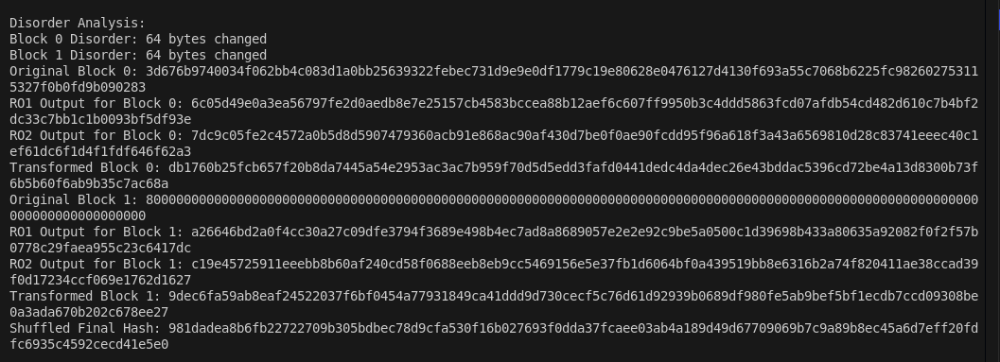 Disorder Analysis:
Block 0 Disorder: 64 bytes changed
Block 1 Disorder: 64 bytes changed
Original Block 0: 3d676b9740034f062bb4c083d1a0bb25639322febec731d9e9e0df1779c19e80628e0476127d4130f693a55c7068b6225fc98260275311
5327f0b0fd9b090283
RO1 Output for Block 0: 6c05d49e0a3ea56797fe2d0aedb8e7e25157cb4583bccea88b12aef6c607ff9950b3c4ddd5863fcd07afdb54cd482d610c7b4bf2
dc33c7bb1c1b0093bf5df93e
RO2 Output for Block 0: 7dc9c05fe2c4572a0b5d8d5907479360acb91e868ac90af430d7be0f0ae90fcdd95f96a618f3a43a6569810d28c83741eeec40c1
ef61dc6f1d4f1fdf646f62a3
Transformed Block 0: db1760b25fcb657f20b8da7445a54e2953ac3ac7b959f70d5d5edd3fafd0441dedc4da4dec26e43bddac5396cd72be4a13d8300b73f
6b5b60f6ab9b35c7ac68a
Original Block 1: 80000000000000000000000000000000000000000000000000000000000000000000000000000000000000000000000000000000000000
000000000000000000
RO1 Output for Block 1: a26646bd2a0f4cc30a27c09dfe3794f3689e498b4ec7ad8a8689057e2e2e92c9be5a0500c1d39698b433a80635a92082f0f2f57b
0778c29faea955c23c6417dc
RO2 Output for Block 1: c19e45725911eeebb8b60af240cd58f0688eeb8eb9cc5469156e5e37fb1d6064bf0a439519bb8e6316b2a74f820411ae38ccad39
f0d17234ccf069e1762d1627
Transformed Block 1: 9dec6fa59ab8eaf24522037f6bf0454a77931849ca41ddd9d730cecf5c76d61d92939b0689df980fe5ab9bef5bf1ecdb7ccd09308be
0a3ada670b202c678ee27
Shuffled Final Hash: 981dadea8b6fb22722709b305bdbec78d9cfa530f16b027693f0dda37fcaee03ab4a189d49d67709069b7c9a89b8ec45a6d7eff20fd
fc6935c4592cecd41e5e0